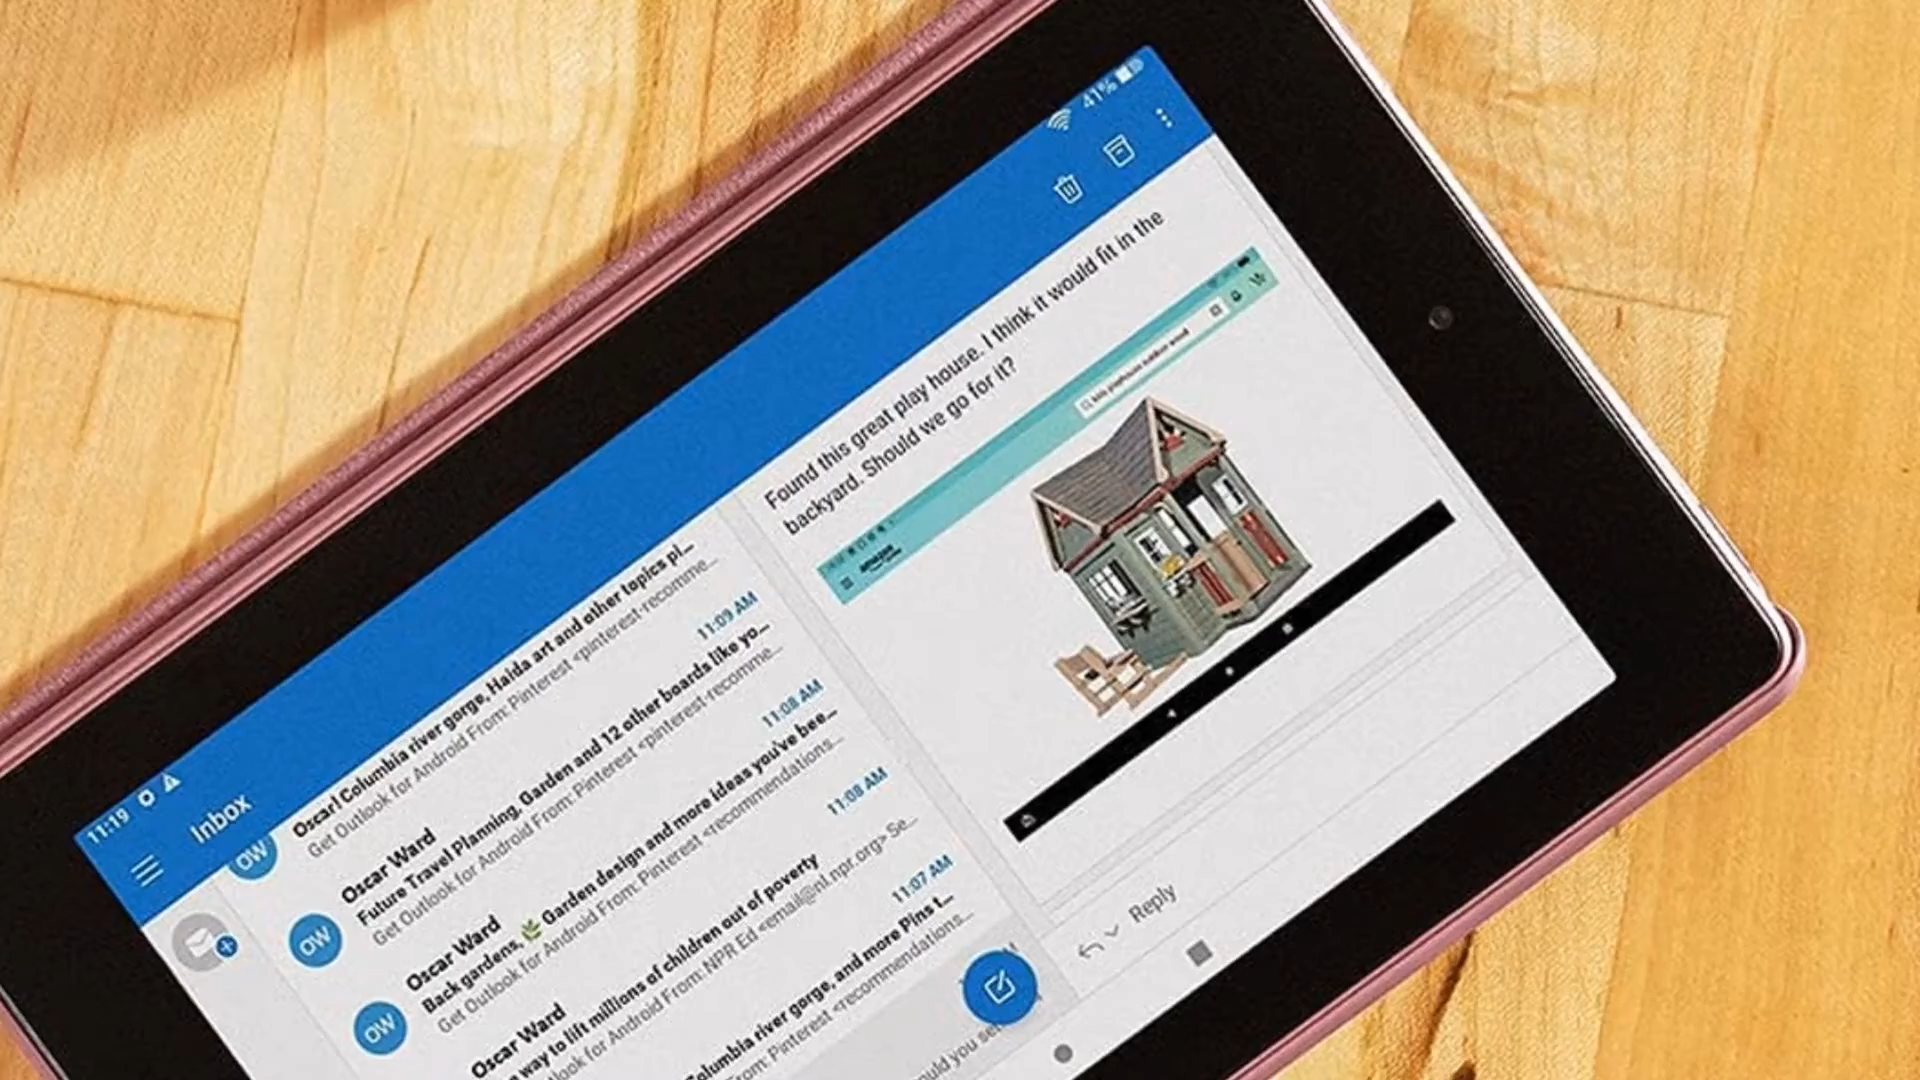 11:19
41%
Inbox
Oscar! Columbia river gorge, Haida art and other topics pl...
Get Outlook for Android From: Pinterest <pinterest-recomme...
11:09 AM
Oscar Ward
Future Travel Planning, Garden and 12 other boards like yo...
Get Outlook for Android From: Pinterest <pinterest-recomme...
11:08 AM
OW
Oscar Ward
Back gardens, Garden design and more ideas you've bee...
Get Outlook for Android From: Pinterest <recommendations...
11:08 AM
OW
Oscar Ward
way to lift millions of children out of poverty
for Android From: NPR Ed <email@nl.npr.org> Se...
11:07 AM
OW
Columbia river gorge, and more Pins t...
Pinterest <recommendations...
you
Found this great play house. I think it would fit in the
backyard. Should we go for it?
amazon
kids playhouse outdoor wood
Reply